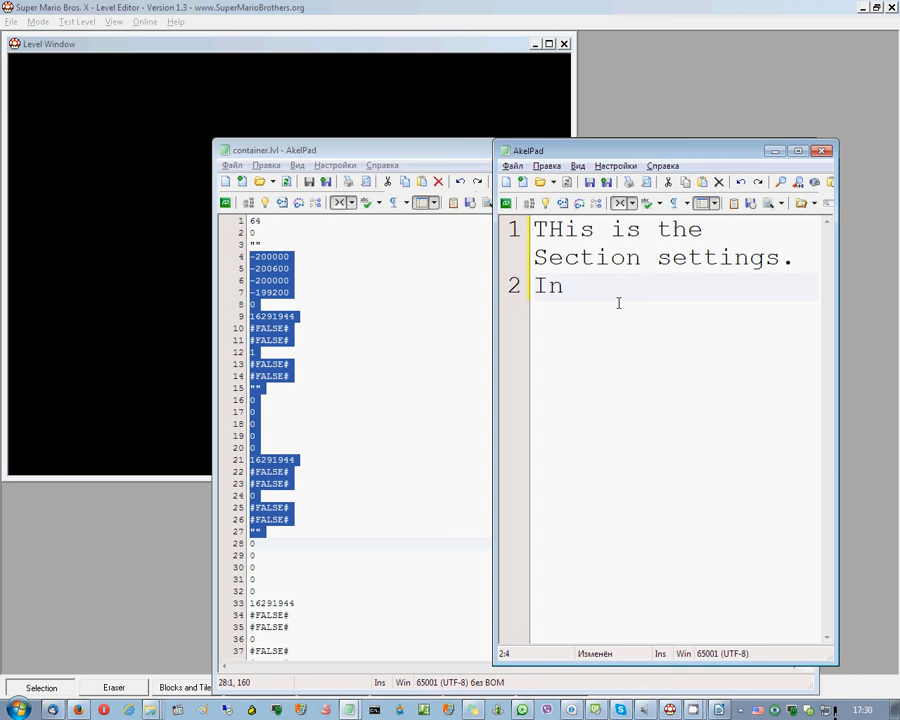 Super Mario Bros. X - Level Editor - Version 1.3 - www.SuperMarioBrothers.org
File Mode Test Level View Online Help
Level Window
container.lvl - AkelPad
Файл Правка Вид Настройки Справка
1 64
2 0
3 ""
4 -200000
5 -200600
6 -200000
7 -199200
8 0
9 16291944
10 #FALSE#
11 #FALSE#
12 1
13 #FALSE#
14 #FALSE#
15 ""
16 0
17 0
18 0
19 0
20 0
21 16291944
22 #FALSE#
23 #FALSE#
24 0
25 #FALSE#
26 #FALSE#
27 ""
28 0
29 0
30 0
31 0
32 0
33 16291944
34 #FALSE#
35 #FALSE#
36 0
37 #FALSE#
28:1, 160 Ins Win 65001 (UTF-8) без BOM
AkelPad
Файл Правка Вид Настройки Справка
1 THis is the
Section settings.
2 In
2:4 Изменён Ins Win 65001 (UTF-8)
Selection Eraser Blocks and Tile
17:30